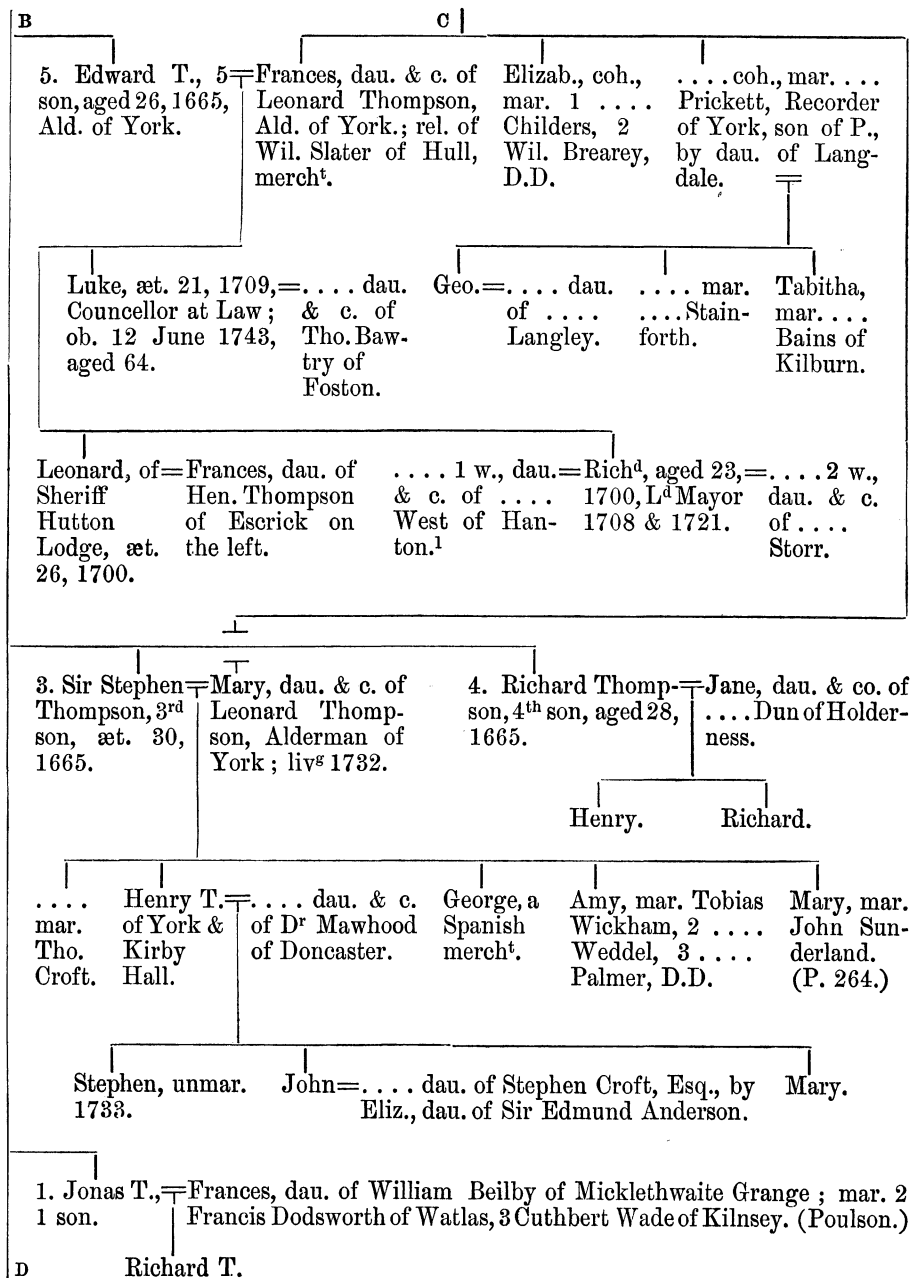 B
C
5. Edward T., 5
son, aged 26, 1665,
Ald. of York.
Frances, dau. & c. of
Leonard Thompson,
Ald. of York.; rel. of
Wil. Slater of Hull,
mercht.
Elizab., coh.,
mar. 1 ....
Childers, 2
Wil. Brearey,
D.D.
....coh., mar....
Prickett, Recorder
of York, son of P.,
by dau. of Lang-
dale.
Luke, æt. 21, 1709,=
Councellor at Law;
ob. 12 June 1743,
aged 64.
.... dau.
& c. of
Tho. Baw-
try of
Foston.
Geo.=.... dau.
of ....
Langley.
.... mar.
....Stain-
forth.
Tabitha,
mar....
Bains of
Kilburn.
Leonard, of=
Sheriff
Hutton
Lodge, æt.
26, 1700.
Frances, dau. of
Hen. Thompson
of Escrick on
the left.
.... 1 w., dau.=
& c. of ....
West of Han-
ton.1
Richd, aged 23,=
1700, Ld Mayor
1708 & 1721.
....2 w.,
dau. & c.
of ....
Storr.
3. Sir Stephen
Thompson, 3rd
son, æt. 30,
1665.
Mary, dau. & c. of
Leonard Thomp-
son, Alderman of
York; livg 1732.
4. Richard Thomp-
son, 4th son, aged 28,
1665.
Jane, dau. & co. of
....Dun of Holder-
ness.
Henry.
Richard.
....
mar.
Tho.
Croft.
Henry T.
of York &
Kirby
Hall.
.... dau. & c.
of Dr Mawhood
of Doncaster.
George, a
Spanish
mercht.
Amy, mar. Tobias
Wickham, 2 ....
Weddel, 3 ....
Palmer, D.D.
Mary, mar.
John Sun-
derland.
(P. 264.)
Stephen, unmar.
1733.
John=.... dau. of Stephen Croft, Esq., by
Eliz., dau. of Sir Edmund Anderson.
Mary.
1. Jonas T.,
1 son.
Frances, dau. of William Beilby of Micklethwaite Grange; mar. 2
Francis Dodsworth of Watlas, 3 Cuthbert Wade of Kilnsey. (Poulson.)
D
Richard T.